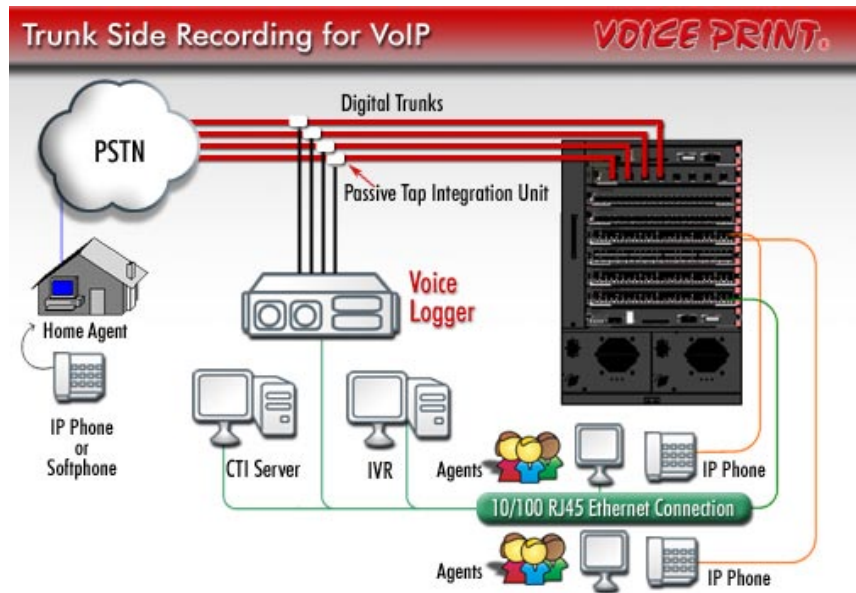 Trunk Side Recording for VoIP
VOICE PRINT®
Digital Trunks
PSTN
Passive Tap Integration Unit
Voice
Logger
Home Agent
IP Phone
or
Softphone
CTI Server
IVR
Agents
IP Phone
10/100 RJ45 Ethernet Connection
Agents
IP Phone